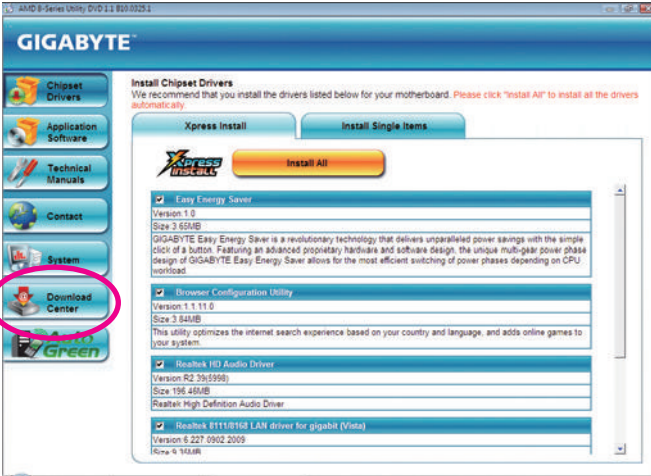 AMD 8-Series Utility DVD 1.1 B10.0325.1
GIGABYTE™
Chipset
Drivers
Application
Software
Technical
Manuals
Contact
System
Download
Center
Auto
Green
Install Chipset Drivers
We recommend that you install the drivers listed below for your motherboard. Please click "Install All" to install all the drivers
automatically.
Xpress Install
Install Single Items
Xpress
Install
Install All
Easy Energy Saver
Version:1.0
Size:3.65MB
GIGABYTE Easy Energy Saver is a revolutionary technology that delivers unparalleled power savings with the simple
click of a button. Featuring an advanced proprietary hardware and software design, the unique multi-gear power phase
design of GIGABYTE Easy Energy Saver allows for the most efficient switching of power phases depending on CPU
workload.
Browser Configuration Utility
Version:1.1.11.0
Size:3.84MB
This utility optimizes the internet search experience based on your country and language, and adds online games to
your system.
Realtek HD Audio Driver
Version:R2.39(5998)
Size:196.46MB
Realtek High Definition Audio Driver
Realtek 8111/8168 LAN driver for gigabit (Vista)
Version:6.227.0902.2009
Size:9.35MB